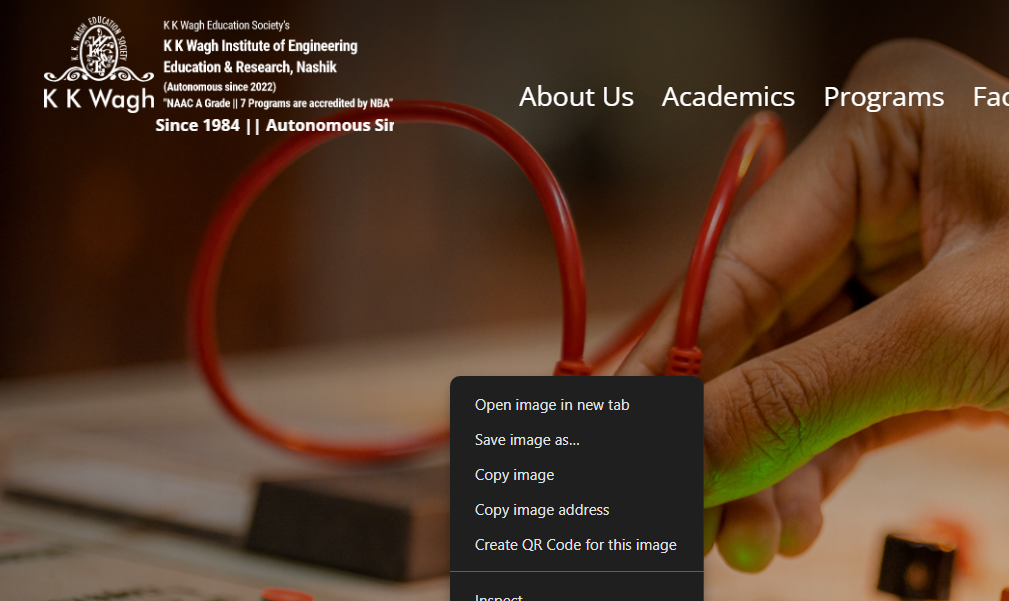 K K WAGH EDUCATION SOCIETY
K K Wagh
K K Wagh Education Society's
K K Wagh Institute of Engineering
Education & Research, Nashik
(Autonomous since 2022)
"NAAC A Grade || 7 Programs are accredited by NBA"
Since 1984 || Autonomous Sin
About Us
Academics
Programs
Fac
Open image in new tab
Save image as...
Copy image
Copy image address
Create QR Code for this image
Inspect